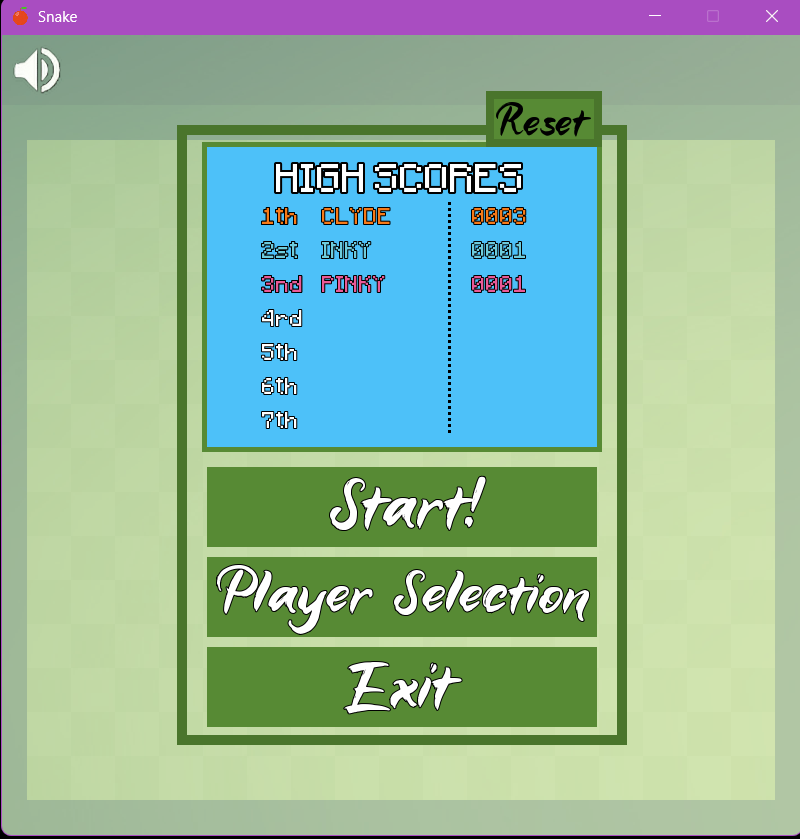 Snake
Reset
HIGH SCORES
1th CLYDE 0003
2st INKY 0001
3nd PINKY 0001
4rd
5th
6th
7th
Start!
Player Selection
Exit